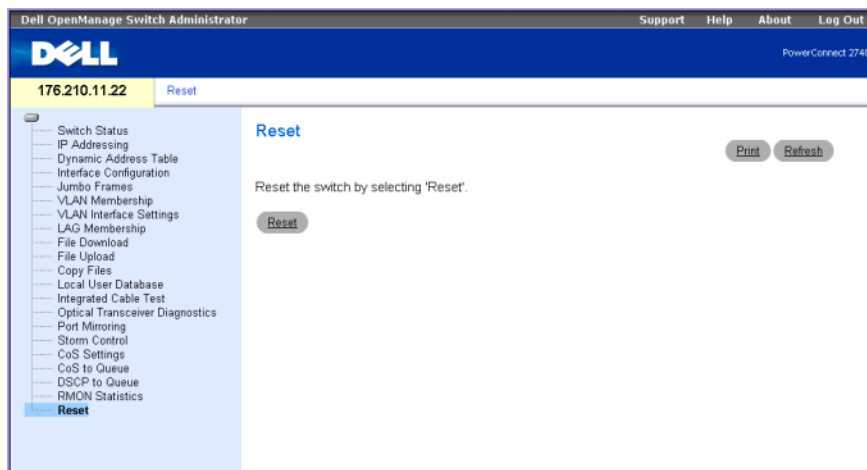 Dell OpenManage Switch Administrator
Support Help About Log Out
DELL
PowerConnect 2748
176.210.11.22
Reset
Switch Status
IP Addressing
Dynamic Address Table
Interface Configuration
Jumbo Frames
VLAN Membership
VLAN Interface Settings
LAG Membership
File Download
File Upload
Copy Files
Local User Database
Integrated Cable Test
Optical Transceiver Diagnostics
Port Mirroring
Storm Control
CoS Settings
CoS to Queue
DSCP to Queue
RMON Statistics
Reset
Reset
Print Refresh
Reset the switch by selecting 'Reset'.
Reset